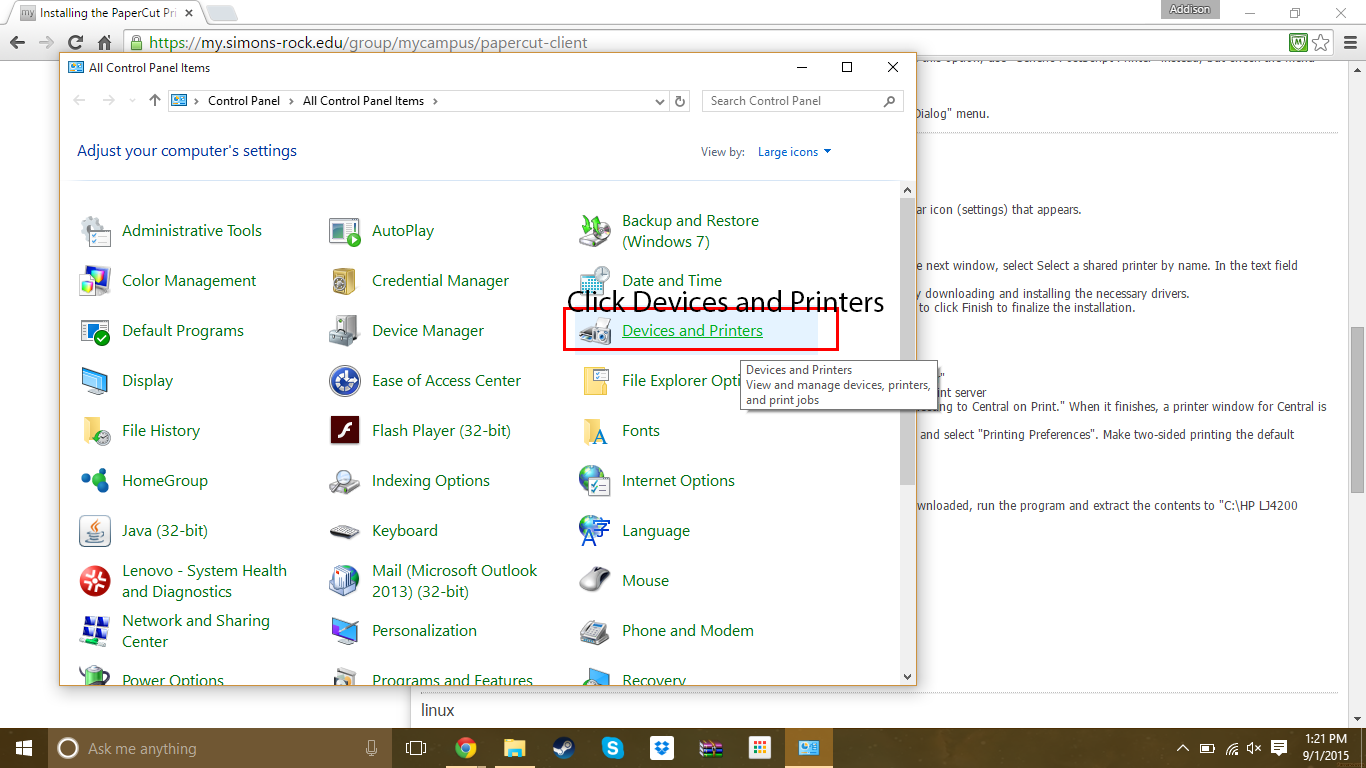 my Installing the PaperCut Pri
Addison
https://my.simons-rock.edu/group/mycampus/papercut-client
All Control Panel Items
Control Panel All Control Panel Items
Search Control Panel
Adjust your computer's settings
View by: Large icons
Administrative Tools
AutoPlay
Backup and Restore
(Windows 7)
Color Management
Credential Manager
Date and Time
Click Devices and Printers
Default Programs
Device Manager
Devices and Printers
Devices and Printers
View and manage devices, printers,
and print jobs
Display
Ease of Access Center
File Explorer Opti
File History
Flash Player (32-bit)
Fonts
HomeGroup
Indexing Options
Internet Options
Java (32-bit)
Keyboard
Language
Lenovo - System Health
and Diagnostics
Mail (Microsoft Outlook
2013) (32-bit)
Mouse
Network and Sharing
Center
Personalization
Phone and Modem
Power Options
Programs and Features
Recovery
Dialog" menu.
ar icon (settings) that appears.
e next window, select Select a shared printer by name. In the text field
y downloading and installing the necessary drivers.
to click Finish to finalize the installation.
int server
to Central on Print." When it finishes, a printer window for Central is
and select "Printing Preferences". Make two-sided printing the default
wnloaded, run the program and extract the contents to "C:\HP LJ4200
linux
Ask me anything
1:21 PM
9/1/2015